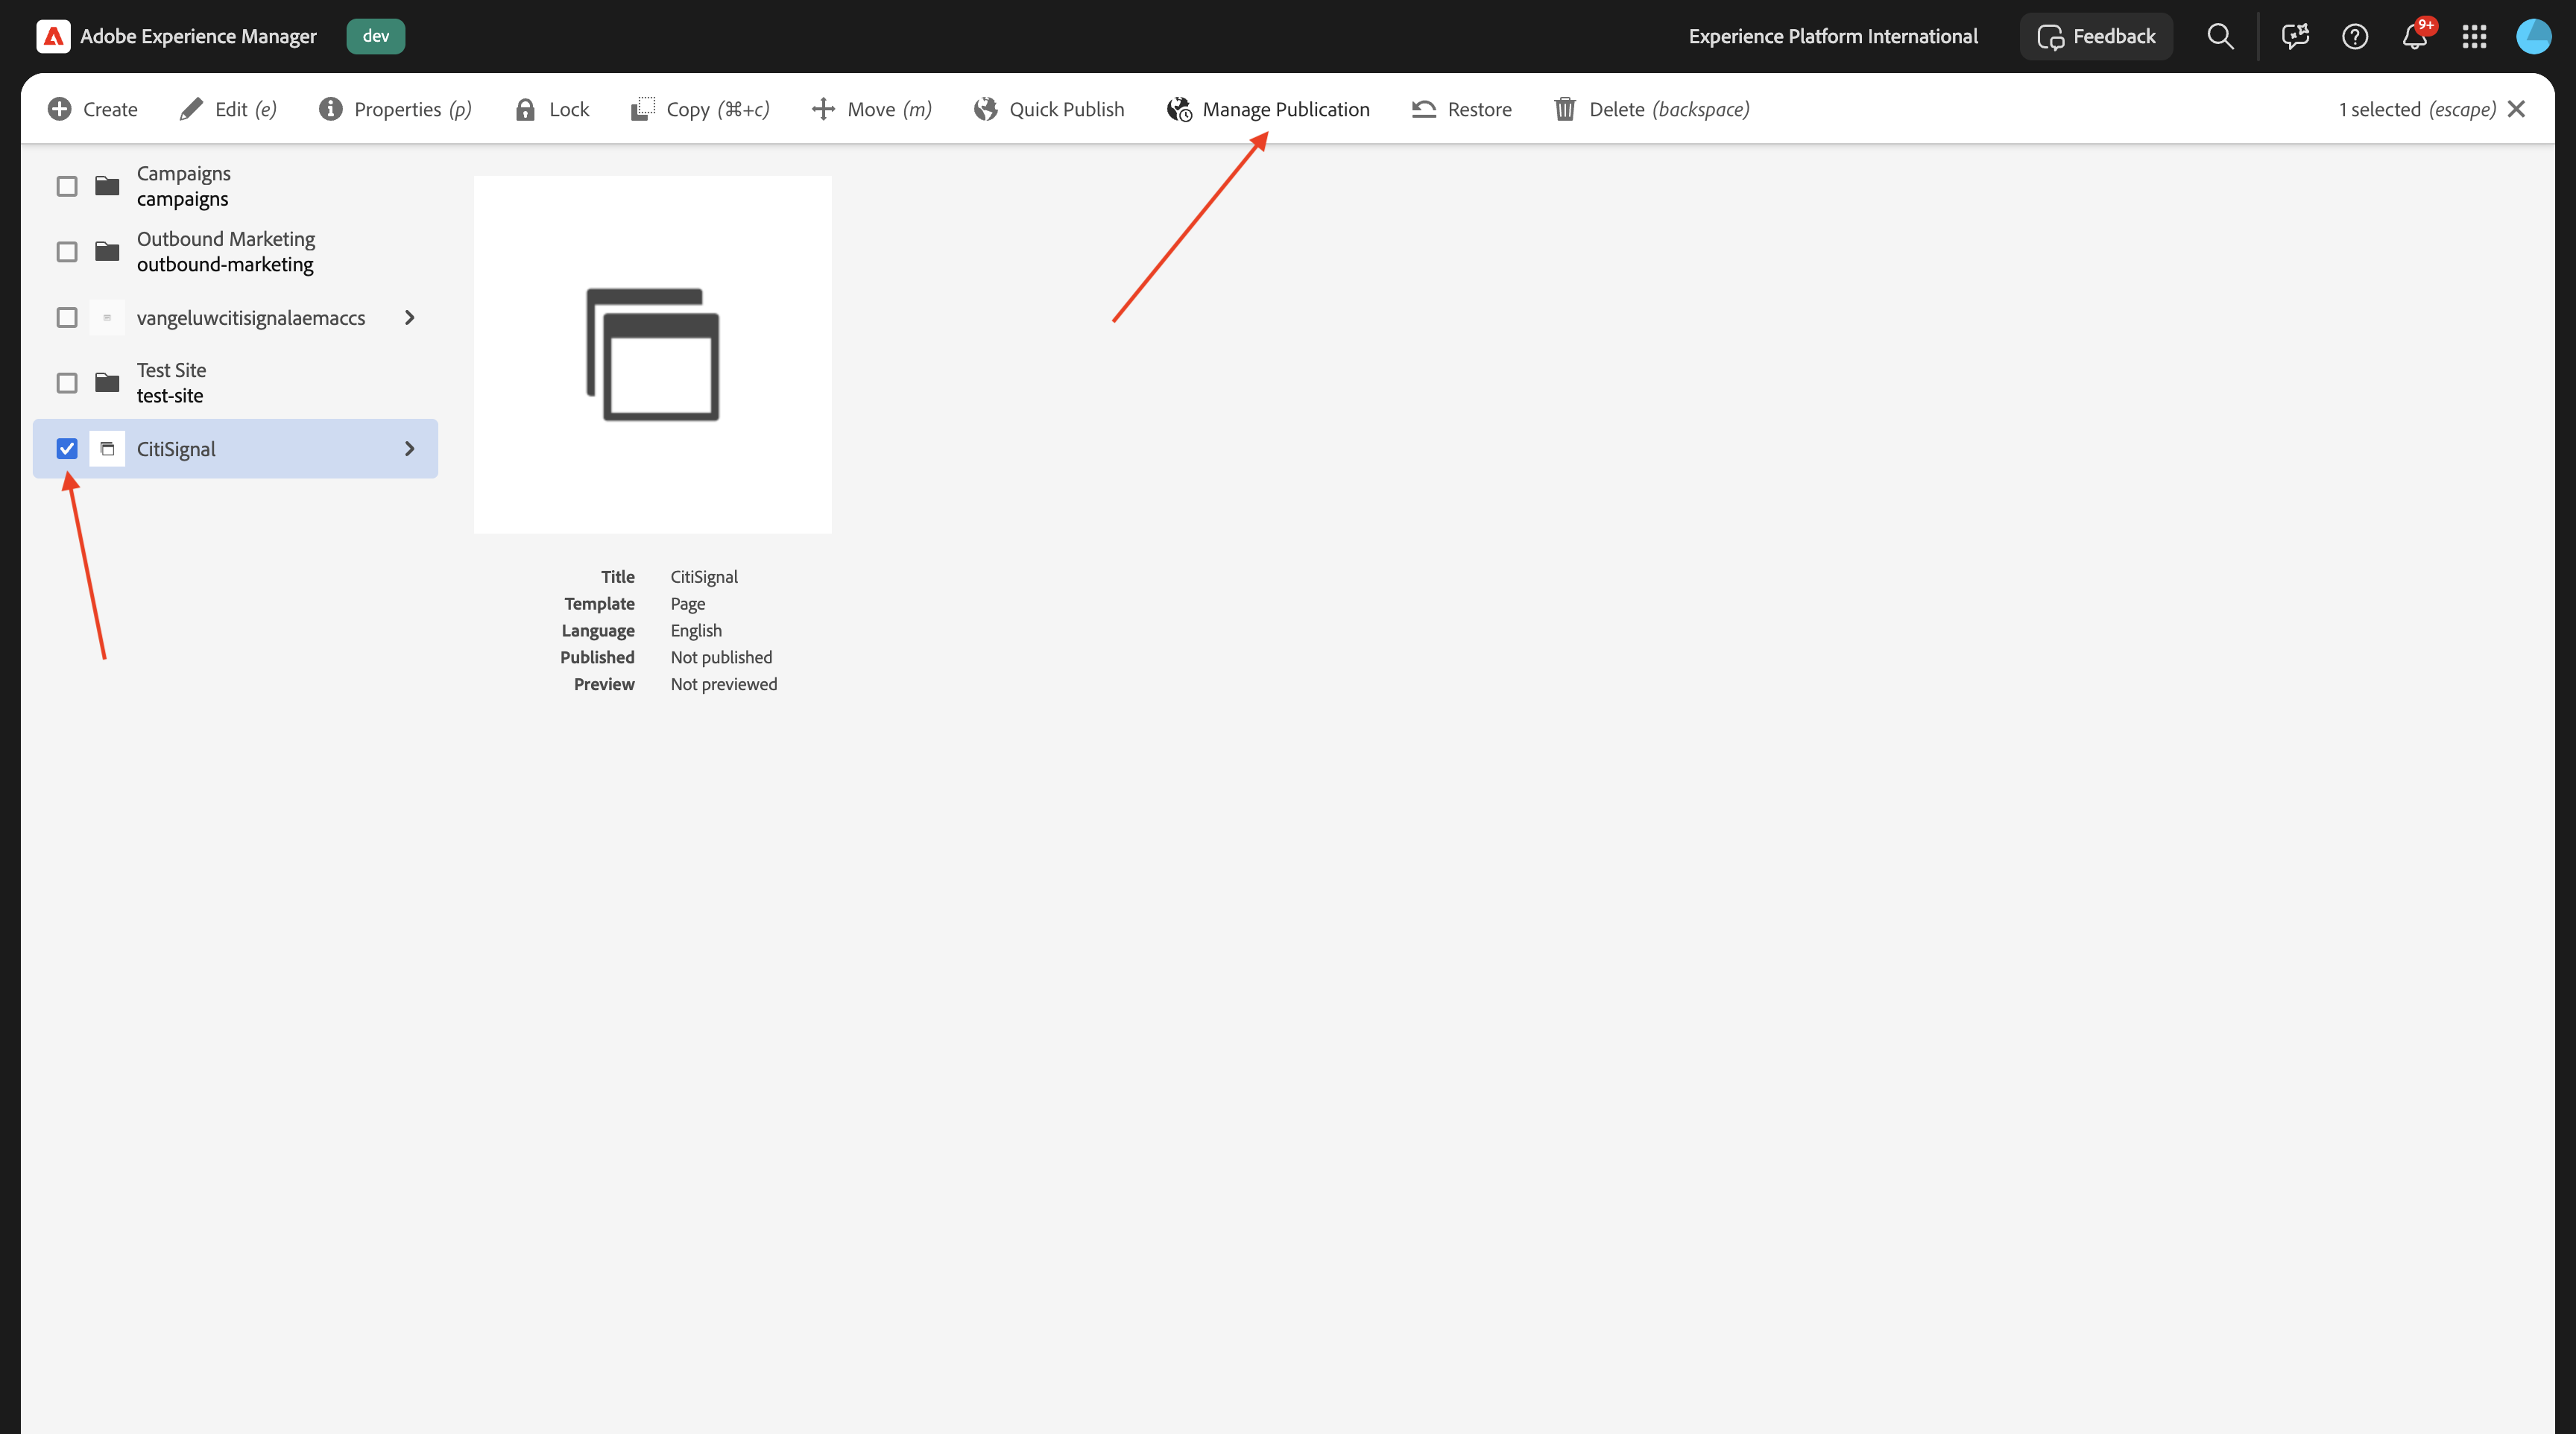 Adobe Experience Manager dev Experience Platform International Feedback 9+
Create Edit (e) Properties (p) Lock Copy (⌘+c) Move (m) Quick Publish Manage Publication Restore Delete (backspace) 1 selected (escape)
Campaigns
campaigns
Outbound Marketing
outbound-marketing
vangeluwcitisignalaemaccs
Test Site
test-site
CitiSignal
Title CitiSignal
Template Page
Language English
Published Not published
Preview Not previewed